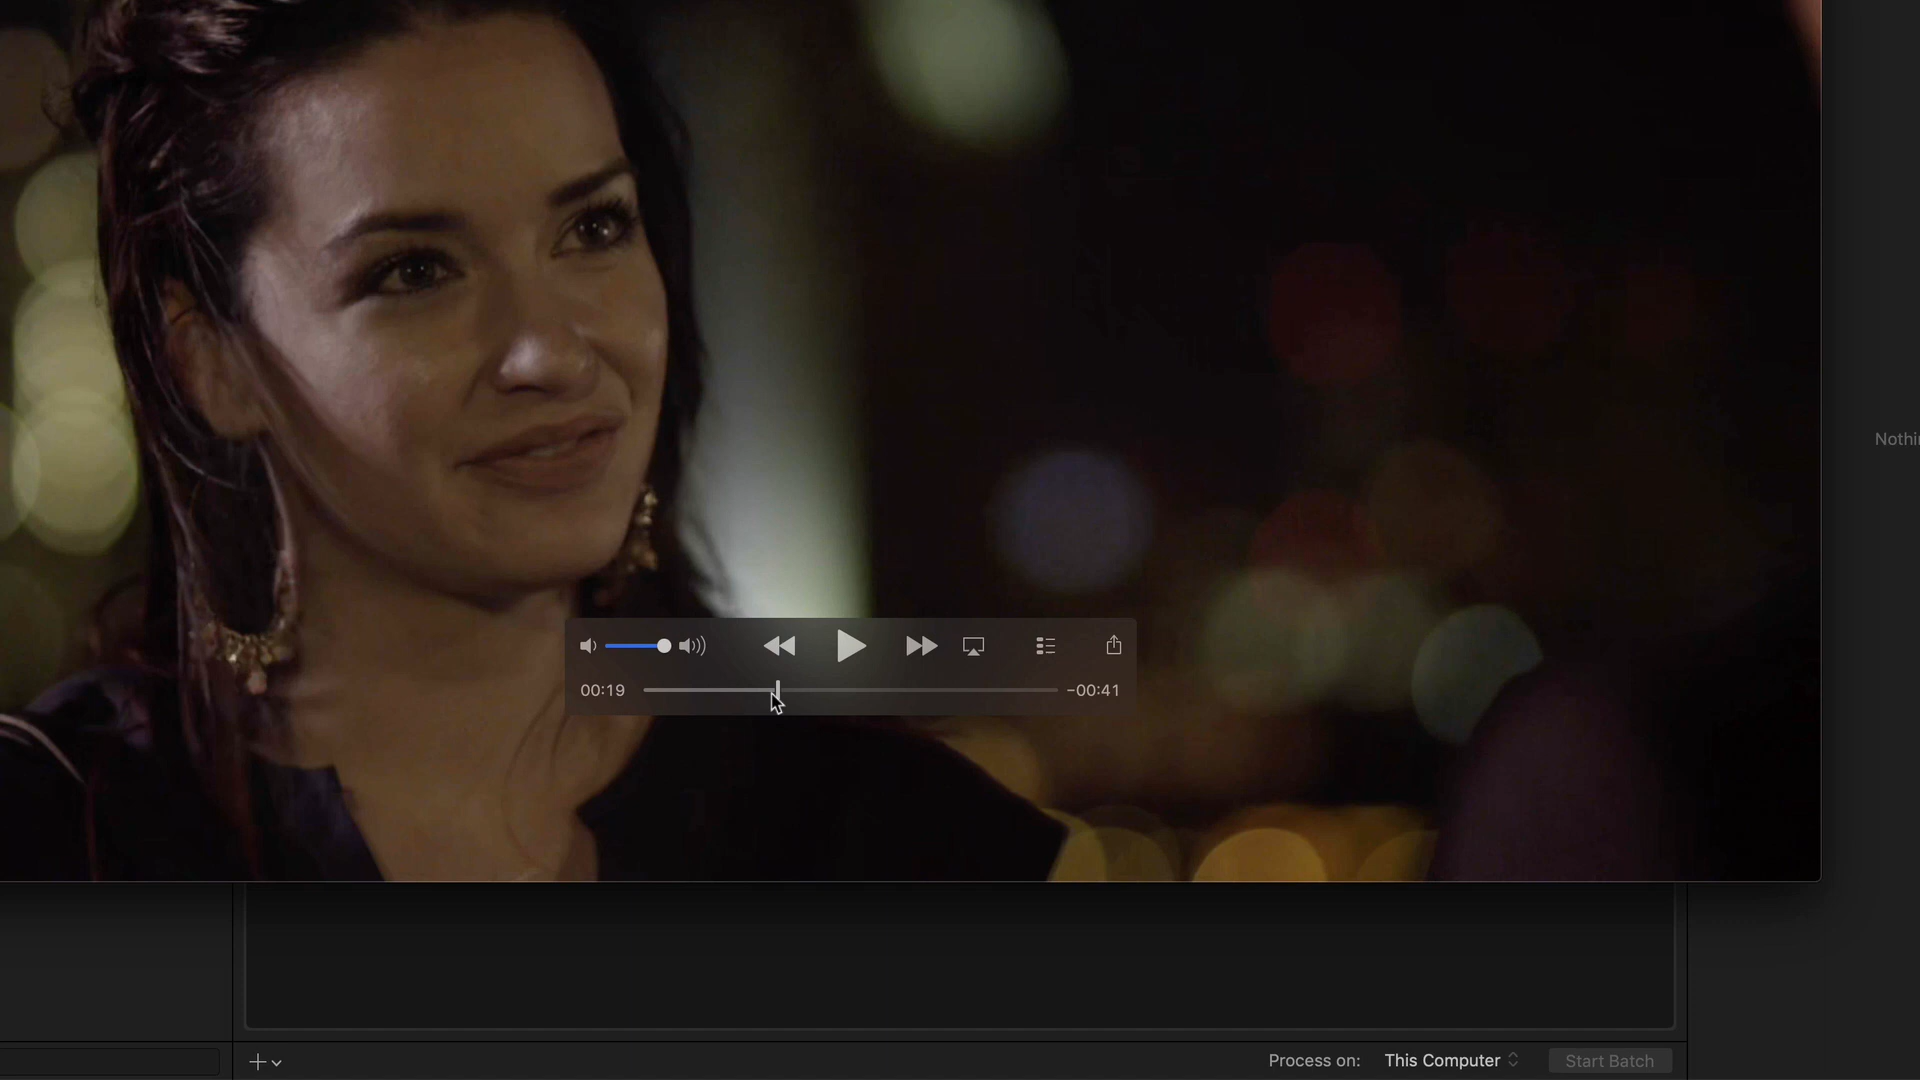 Nothi
00:19
-00:41
Process on:
This Computer
Start Batch